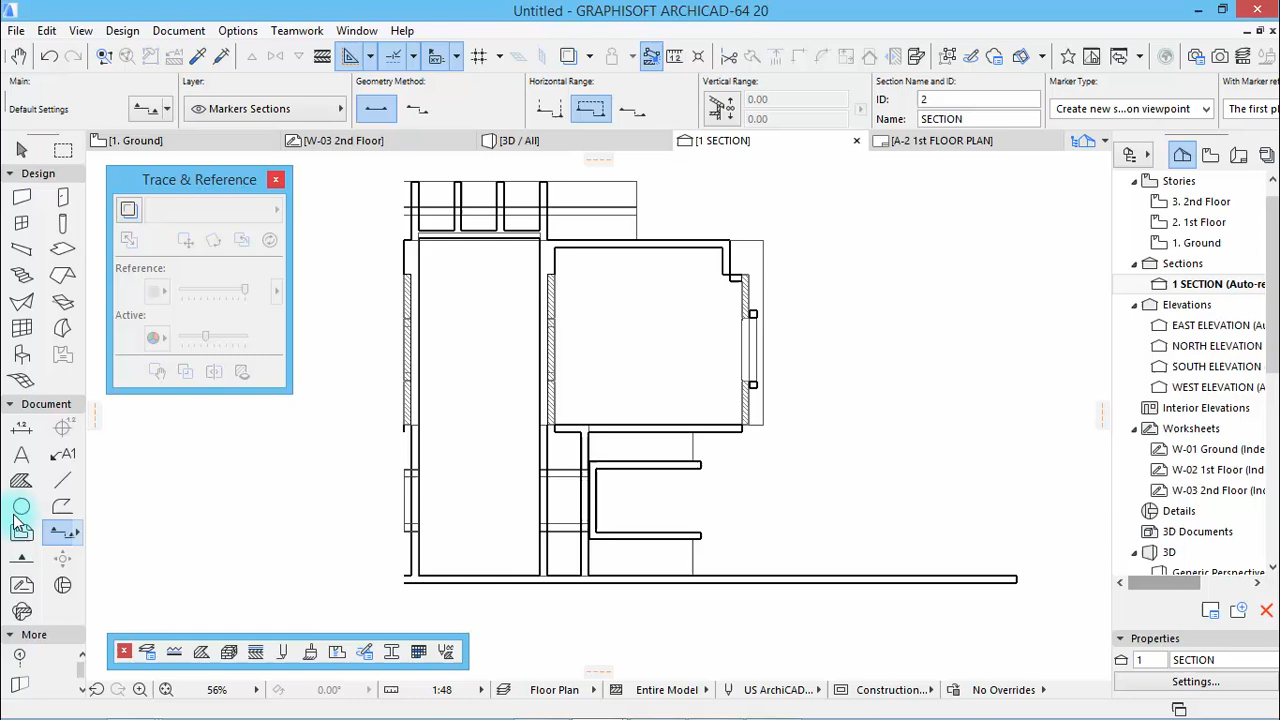 Untitled - GRAPHISOFT ARCHICAD-64 20
File Edit View Design Document Options Teamwork Window Help
Main:
Default Settings
Layer:
Markers Sections
Geometry Method:
Horizontal Range:
Vertical Range:
0.00
0.00
Section Name and ID:
ID: 2
Name: SECTION
Marker Type:
Create new s...on viewpoint
With Marker re
The first p
[1. Ground]
[W-03 2nd Floor]
[3D / All]
[1 SECTION]
[A-2 1st FLOOR PLAN]
Design
Document
A
A1
More
Trace & Reference
Reference:
Active:
Stories
3. 2nd Floor
2. 1st Floor
1. Ground
Sections
1 SECTION (Auto-re
Elevations
EAST ELEVATION (Au
NORTH ELEVATION
SOUTH ELEVATION
WEST ELEVATION (Au
Interior Elevations
Worksheets
W-01 Ground (Inde
W-02 1st Floor (Ind
W-03 2nd Floor (Ind
Details
3D Documents
3D
Generic Perspective
Properties
1 SECTION
Settings...
56%
0.00°
1:48
Floor Plan
Entire Model
US ArchiCAD...
Construction...
No Overrides